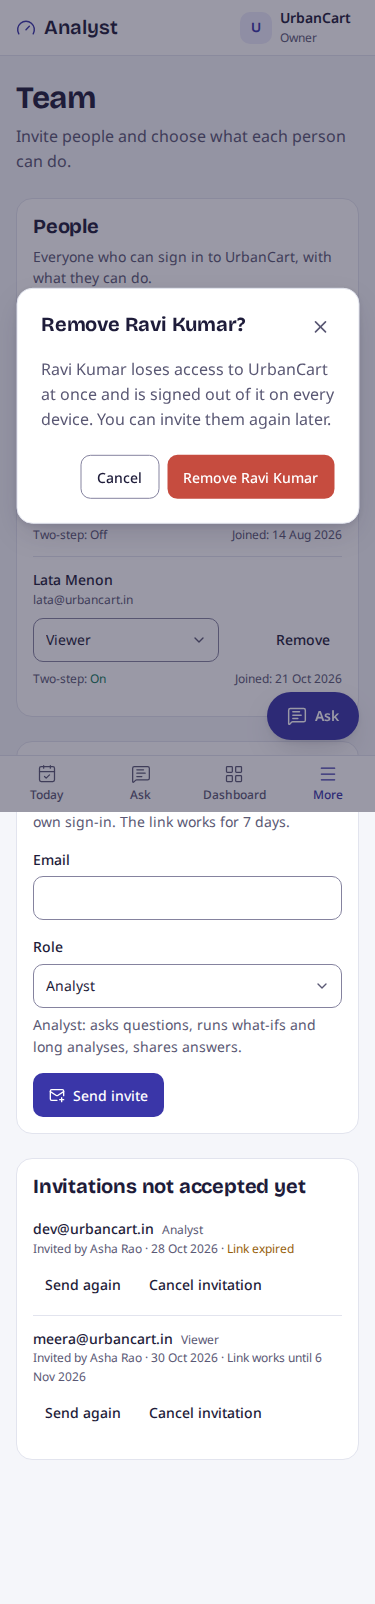 Analyst
U
UrbanCart
Owner
Team
Invite people and choose what each person
can do.
People
Everyone who can sign in to UrbanCart, with
what they can do.
Remove Ravi Kumar?
Ravi Kumar loses access to UrbanCart
at once and is signed out of it on every
device. You can invite them again later.
Cancel
Remove Ravi Kumar
Two-step: Off
Joined: 14 Aug 2026
Lata Menon
lata@urbancart.in
Viewer
Remove
Two-step: On
Joined: 21 Oct 2026
Ask
Today
Ask
Dashboard
More
own sign-in. The link works for 7 days.
Email
Role
Analyst
Analyst: asks questions, runs what-ifs and
long analyses, shares answers.
Send invite
Invitations not accepted yet
dev@urbancart.in Analyst
Invited by Asha Rao · 28 Oct 2026 · Link expired
Send again
Cancel invitation
meera@urbancart.in Viewer
Invited by Asha Rao · 30 Oct 2026 · Link works until 6
Nov 2026
Send again
Cancel invitation